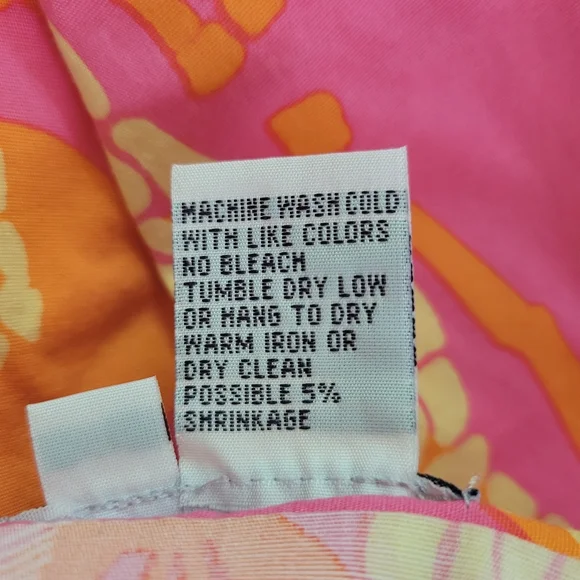 MACHINE WASH COLD
WITH LIKE COLORS
NO BLEACH
TUMBLE DRY LOW
OR HANG TO DRY
WARM IRON OR
DRY CLEAN
POSSIBLE 5%
SHRINKAGE